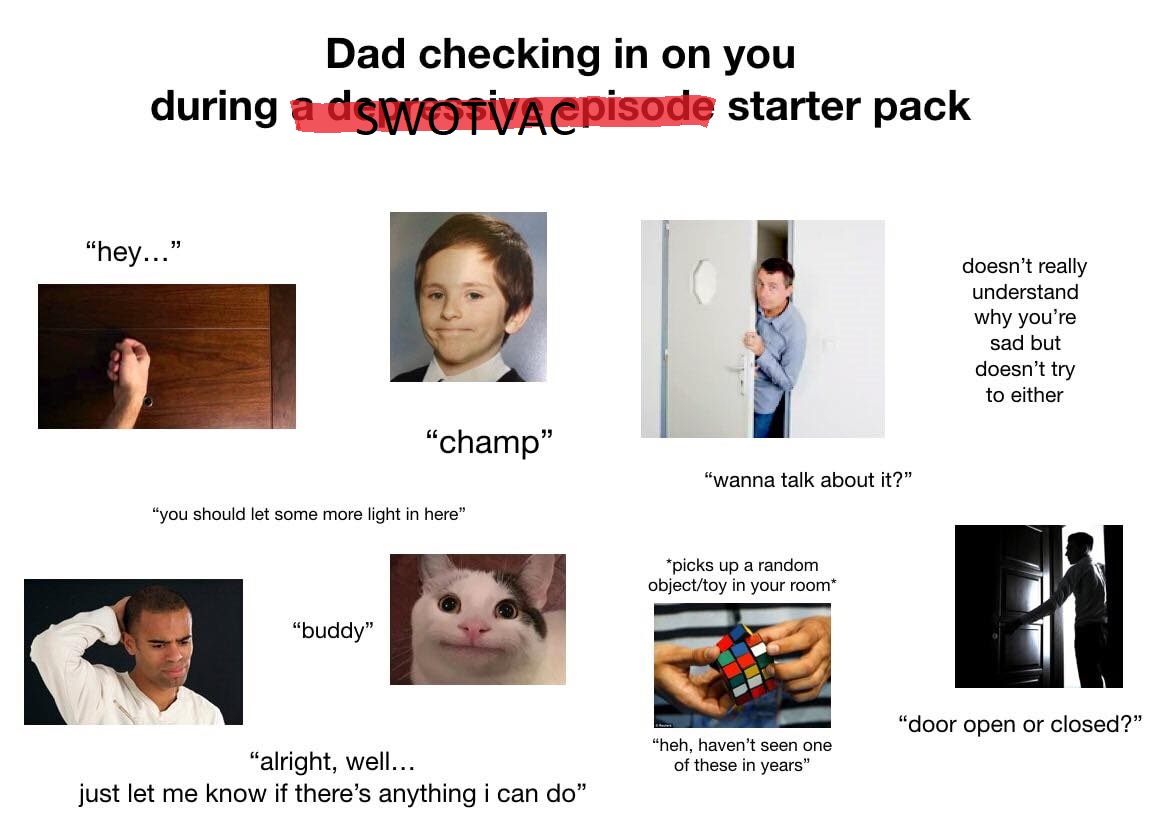 Dad checking in on you
during a depressive episode starter pack
SWOTVAC
“hey…”
“champ”
doesn’t really
understand
why you’re
sad but
doesn’t try
to either
“wanna talk about it?”
“you should let some more light in here”
*picks up a random
object/toy in your room*
“buddy”
“heh, haven’t seen one
of these in years”
“door open or closed?”
“alright, well…
just let me know if there’s anything i can do”